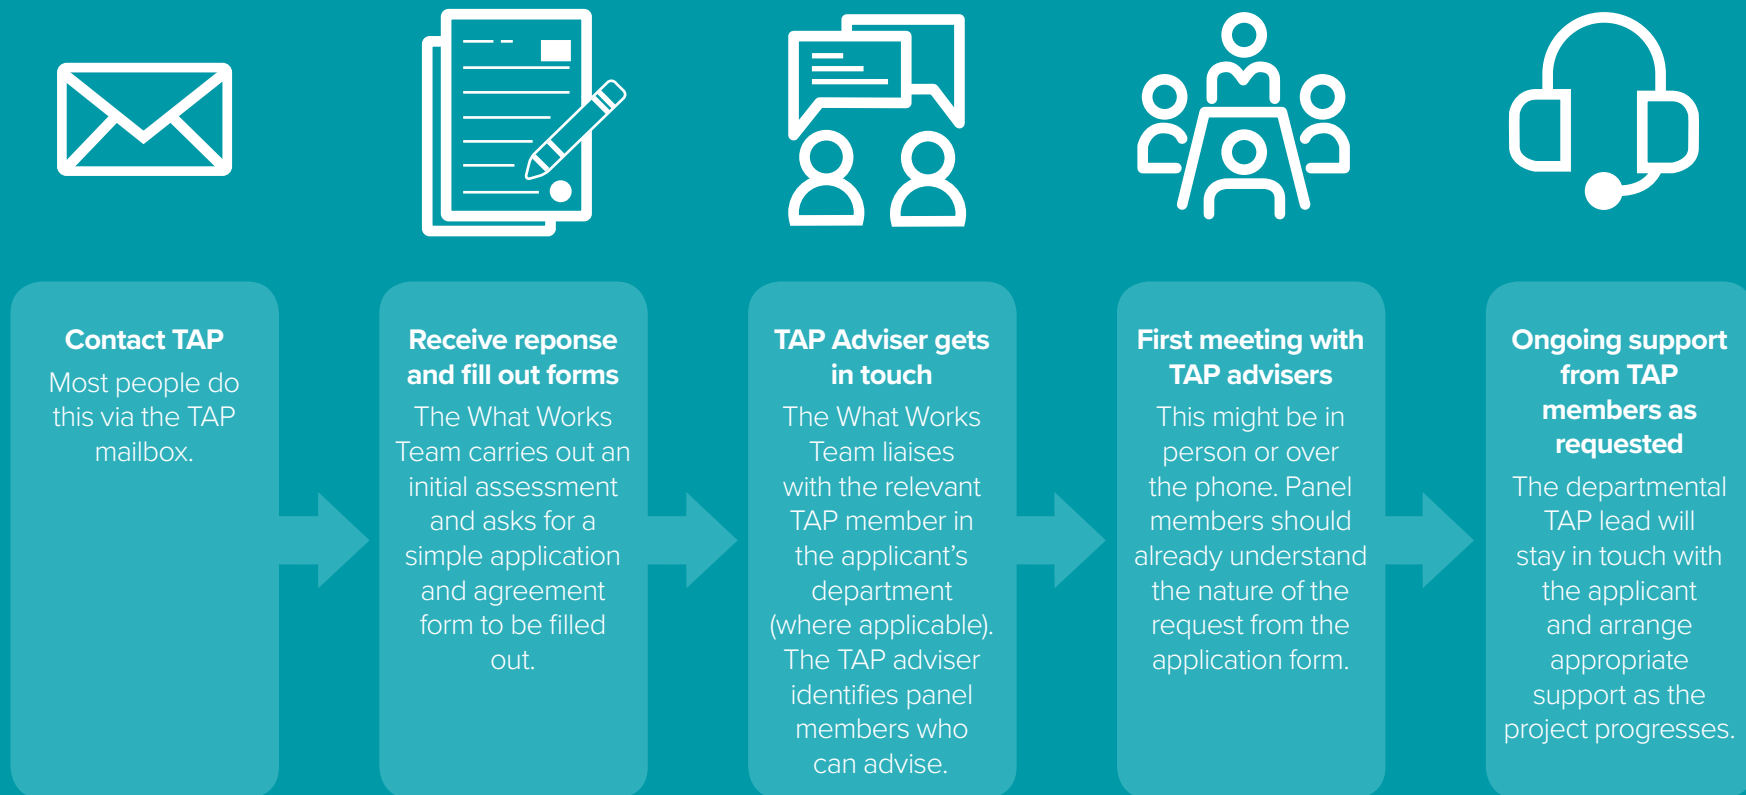 Contact TAP
Most people do
this via the TAP
mailbox.
Receive reponse
and fill out forms
The What Works
Team carries out an
initial assessment
and asks for a
simple application
and agreement
form to be filled
out.
TAP Adviser gets
in touch
The What Works
Team liaises
with the relevant
TAP member in
the applicant’s
department
(where applicable).
The TAP adviser
identifies panel
members who
can advise.
First meeting with
TAP advisers
This might be in
person or over
the phone. Panel
members should
already understand
the nature of the
request from the
application form.
Ongoing support
from TAP
members as
requested
The departmental
TAP lead will
stay in touch with
the applicant
and arrange
appropriate
support as the
project progresses.